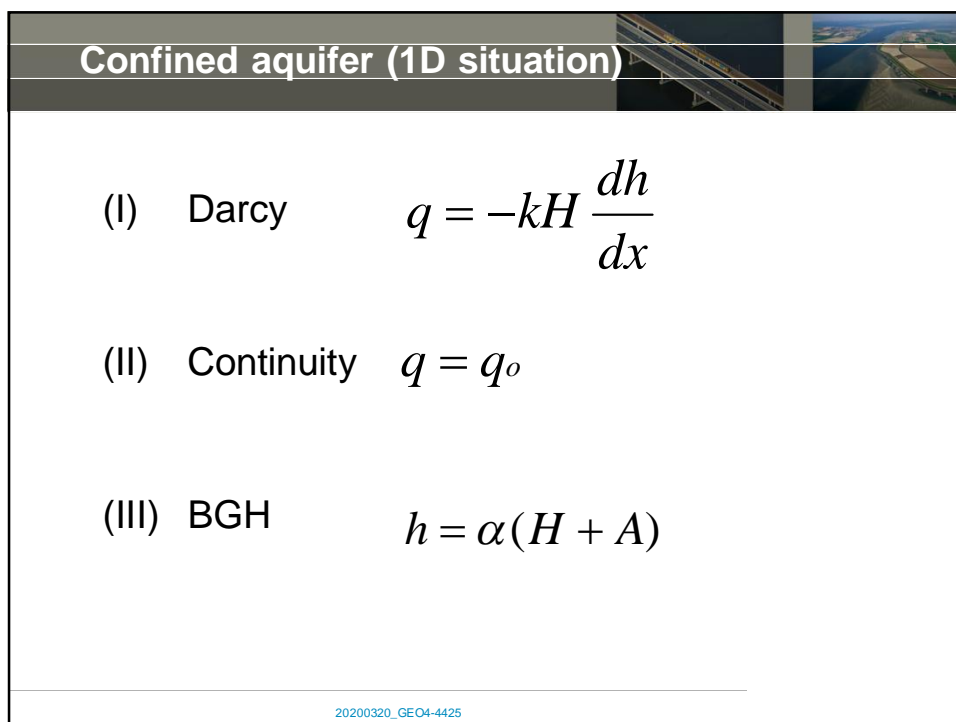 Confined aquifer (1D situation)
(I) Darcy q = −kH dh/dx
(II) Continuity q = qo
(III) BGH h = α(H + A)
20200320_GEO4-4425